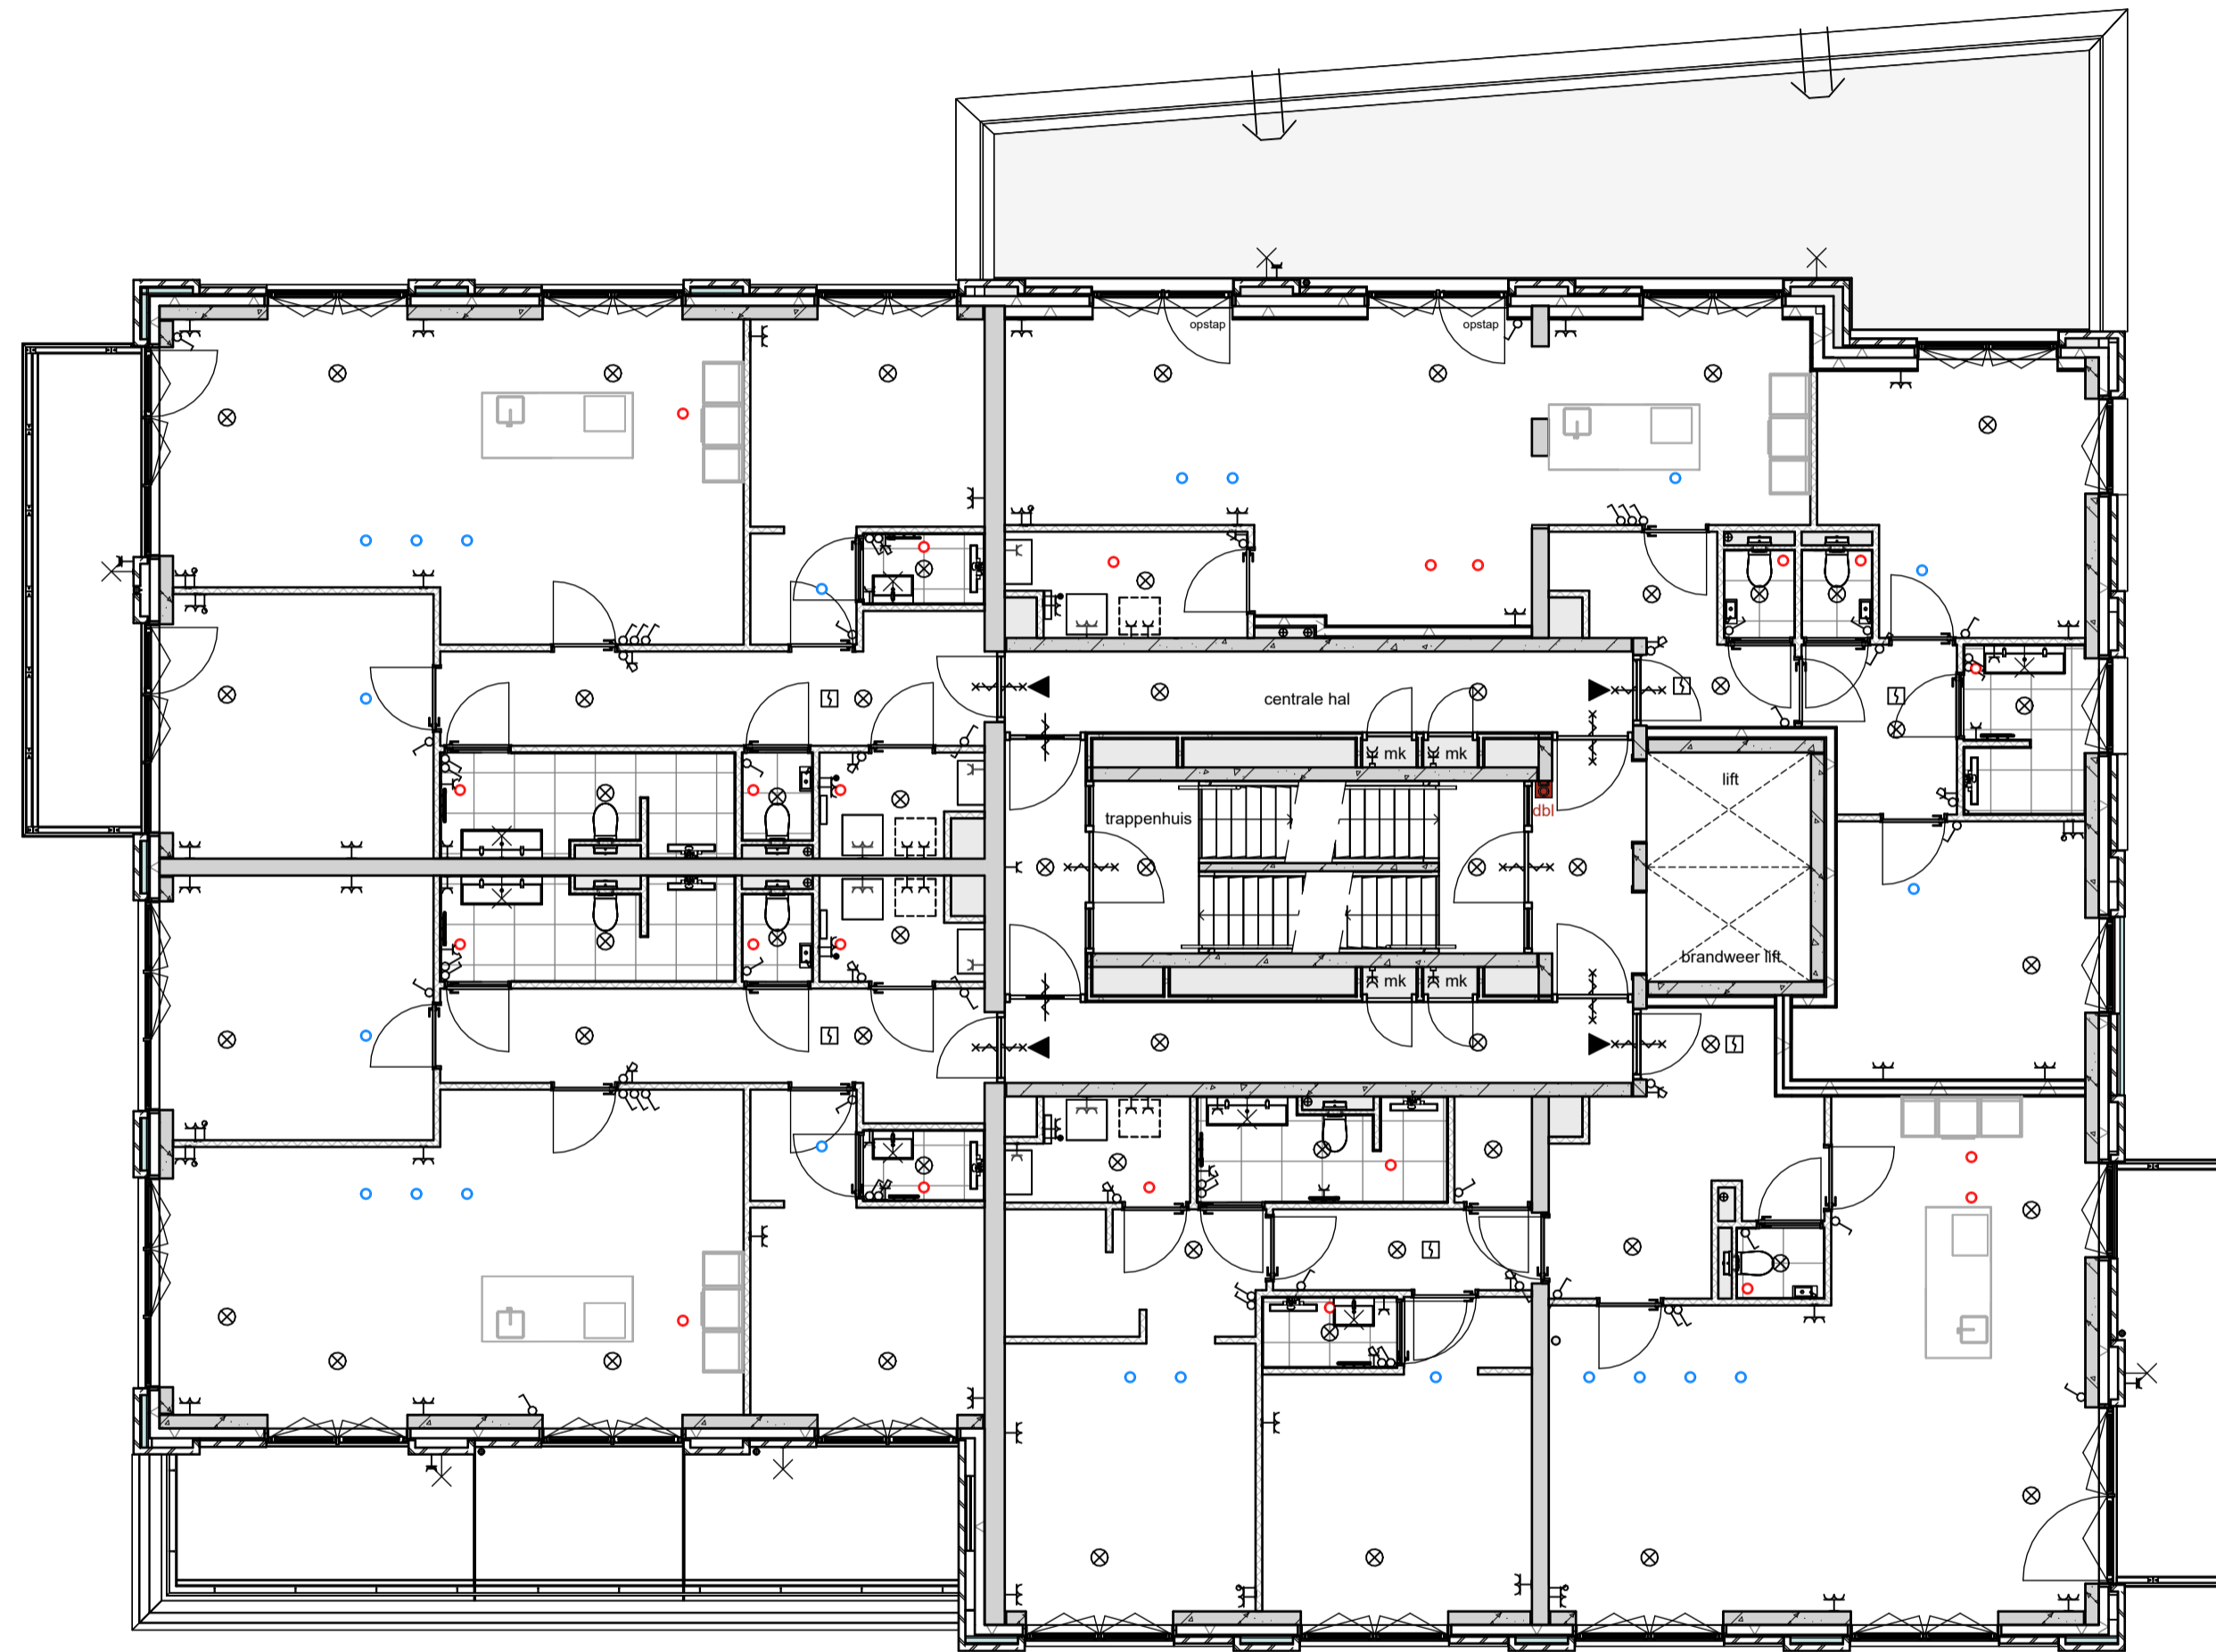 opstap
opstap
centrale hal
mk
mk
lift
dbl
trappenhuis
brandweer lift
mk
mk